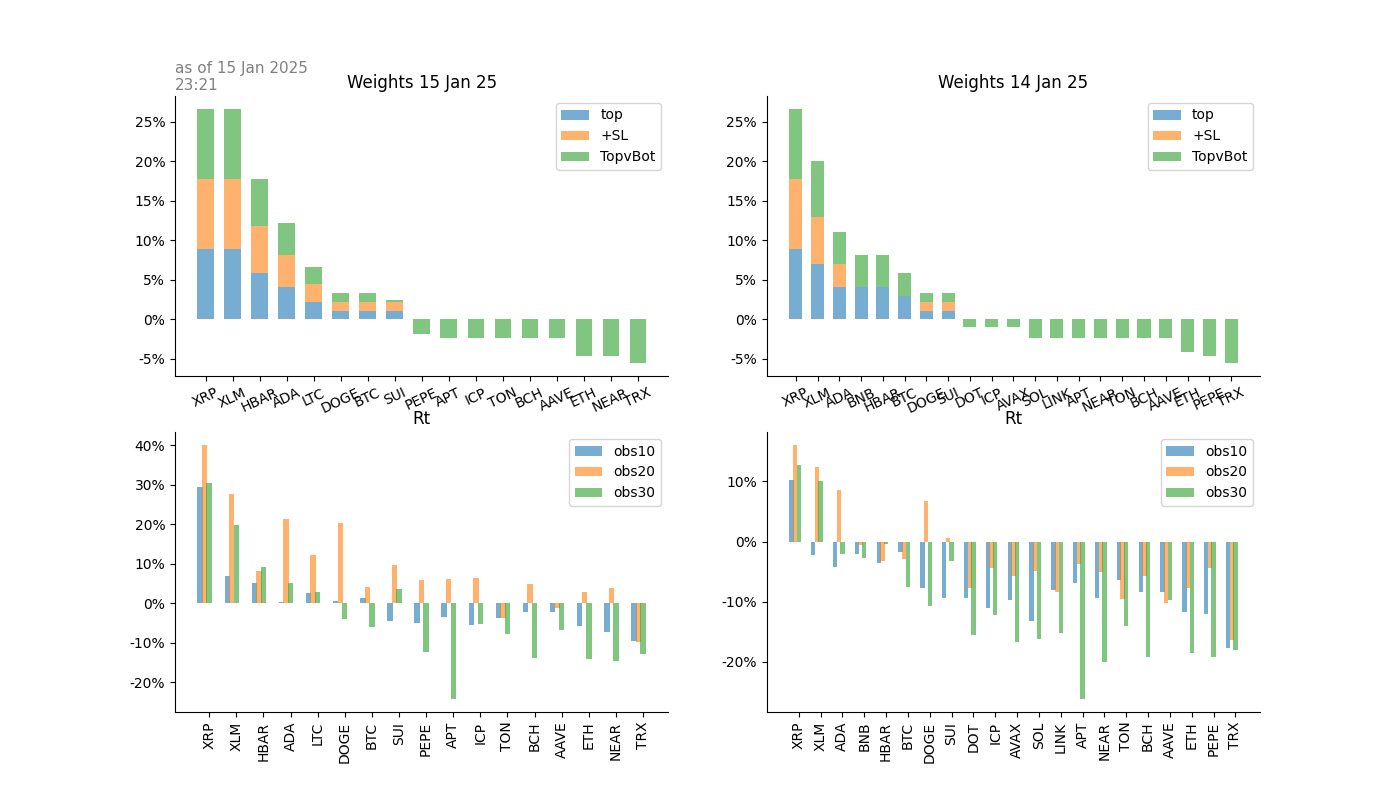 as of 15 Jan 2025
23:21
Weights 15 Jan 25
25%
20%
15%
10%
5%
0%
-5%
top
+SL
TopvBot
XRP XLM HBAR ADA LTC DOGE BTC SUI PEPE APT ICP TON BCH AAVE ETH NEAR TRX
Weights 14 Jan 25
25%
20%
15%
10%
5%
0%
-5%
top
+SL
TopvBot
XRP XLM ADA BNB HBAR BTC DOGE SUI DOT ICP AVAX SOL LINK APT NEAR TON BCH AAVE ETH PEPE TRX
Rt
40%
30%
20%
10%
0%
-10%
-20%
obs10
obs20
obs30
XRP XLM HBAR ADA LTC DOGE BTC SUI PEPE APT ICP TON BCH AAVE ETH NEAR TRX
Rt
10%
0%
-10%
-20%
obs10
obs20
obs30
XRP XLM ADA BNB HBAR BTC DOGE SUI DOT ICP AVAX SOL LINK APT NEAR TON BCH AAVE ETH PEPE TRX